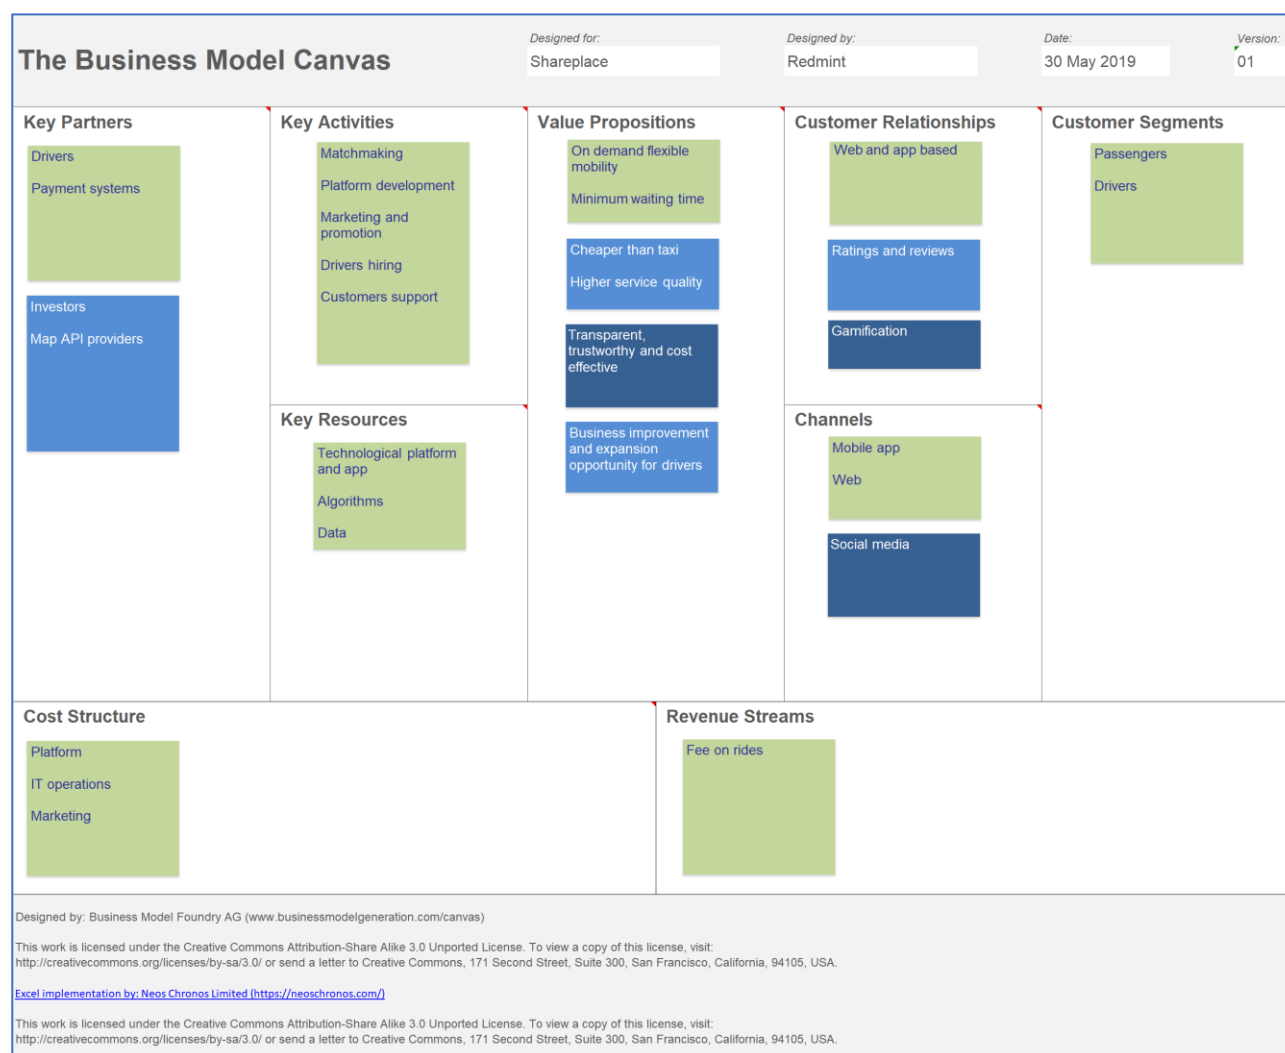 The Business Model Canvas
Designed for:
Shareplace
Designed by:
Redmint
Date:
30 May 2019
Version:
01
Key Partners
Drivers
Payment systems
Investors
Map API providers
Key Activities
Matchmaking
Platform development
Marketing and
promotion
Drivers hiring
Customers support
Key Resources
Technological platform
and app
Algorithms
Data
Value Propositions
On demand flexible
mobility
Minimum waiting time
Cheaper than taxi
Higher service quality
Transparent,
trustworthy and cost
effective
Business improvement
and expansion
opportunity for drivers
Customer Relationships
Web and app based
Ratings and reviews
Gamification
Channels
Mobile app
Web
Social media
Customer Segments
Passengers
Drivers
Cost Structure
Platform
IT operations
Marketing
Revenue Streams
Fee on rides
Designed by: Business Model Foundry AG (www.businessmodelgeneration.com/canvas)
This work is licensed under the Creative Commons Attribution-Share Alike 3.0 Unported License. To view a copy of this license, visit:
http://creativecommons.org/licenses/by-sa/3.0/ or send a letter to Creative Commons, 171 Second Street, Suite 300, San Francisco, California, 94105, USA.
Excel implementation by: Neos Chronos Limited (https://neoschronos.com/)
This work is licensed under the Creative Commons Attribution-Share Alike 3.0 Unported License. To view a copy of this license, visit:
http://creativecommons.org/licenses/by-sa/3.0/ or send a letter to Creative Commons, 171 Second Street, Suite 300, San Francisco, California, 94105, USA.